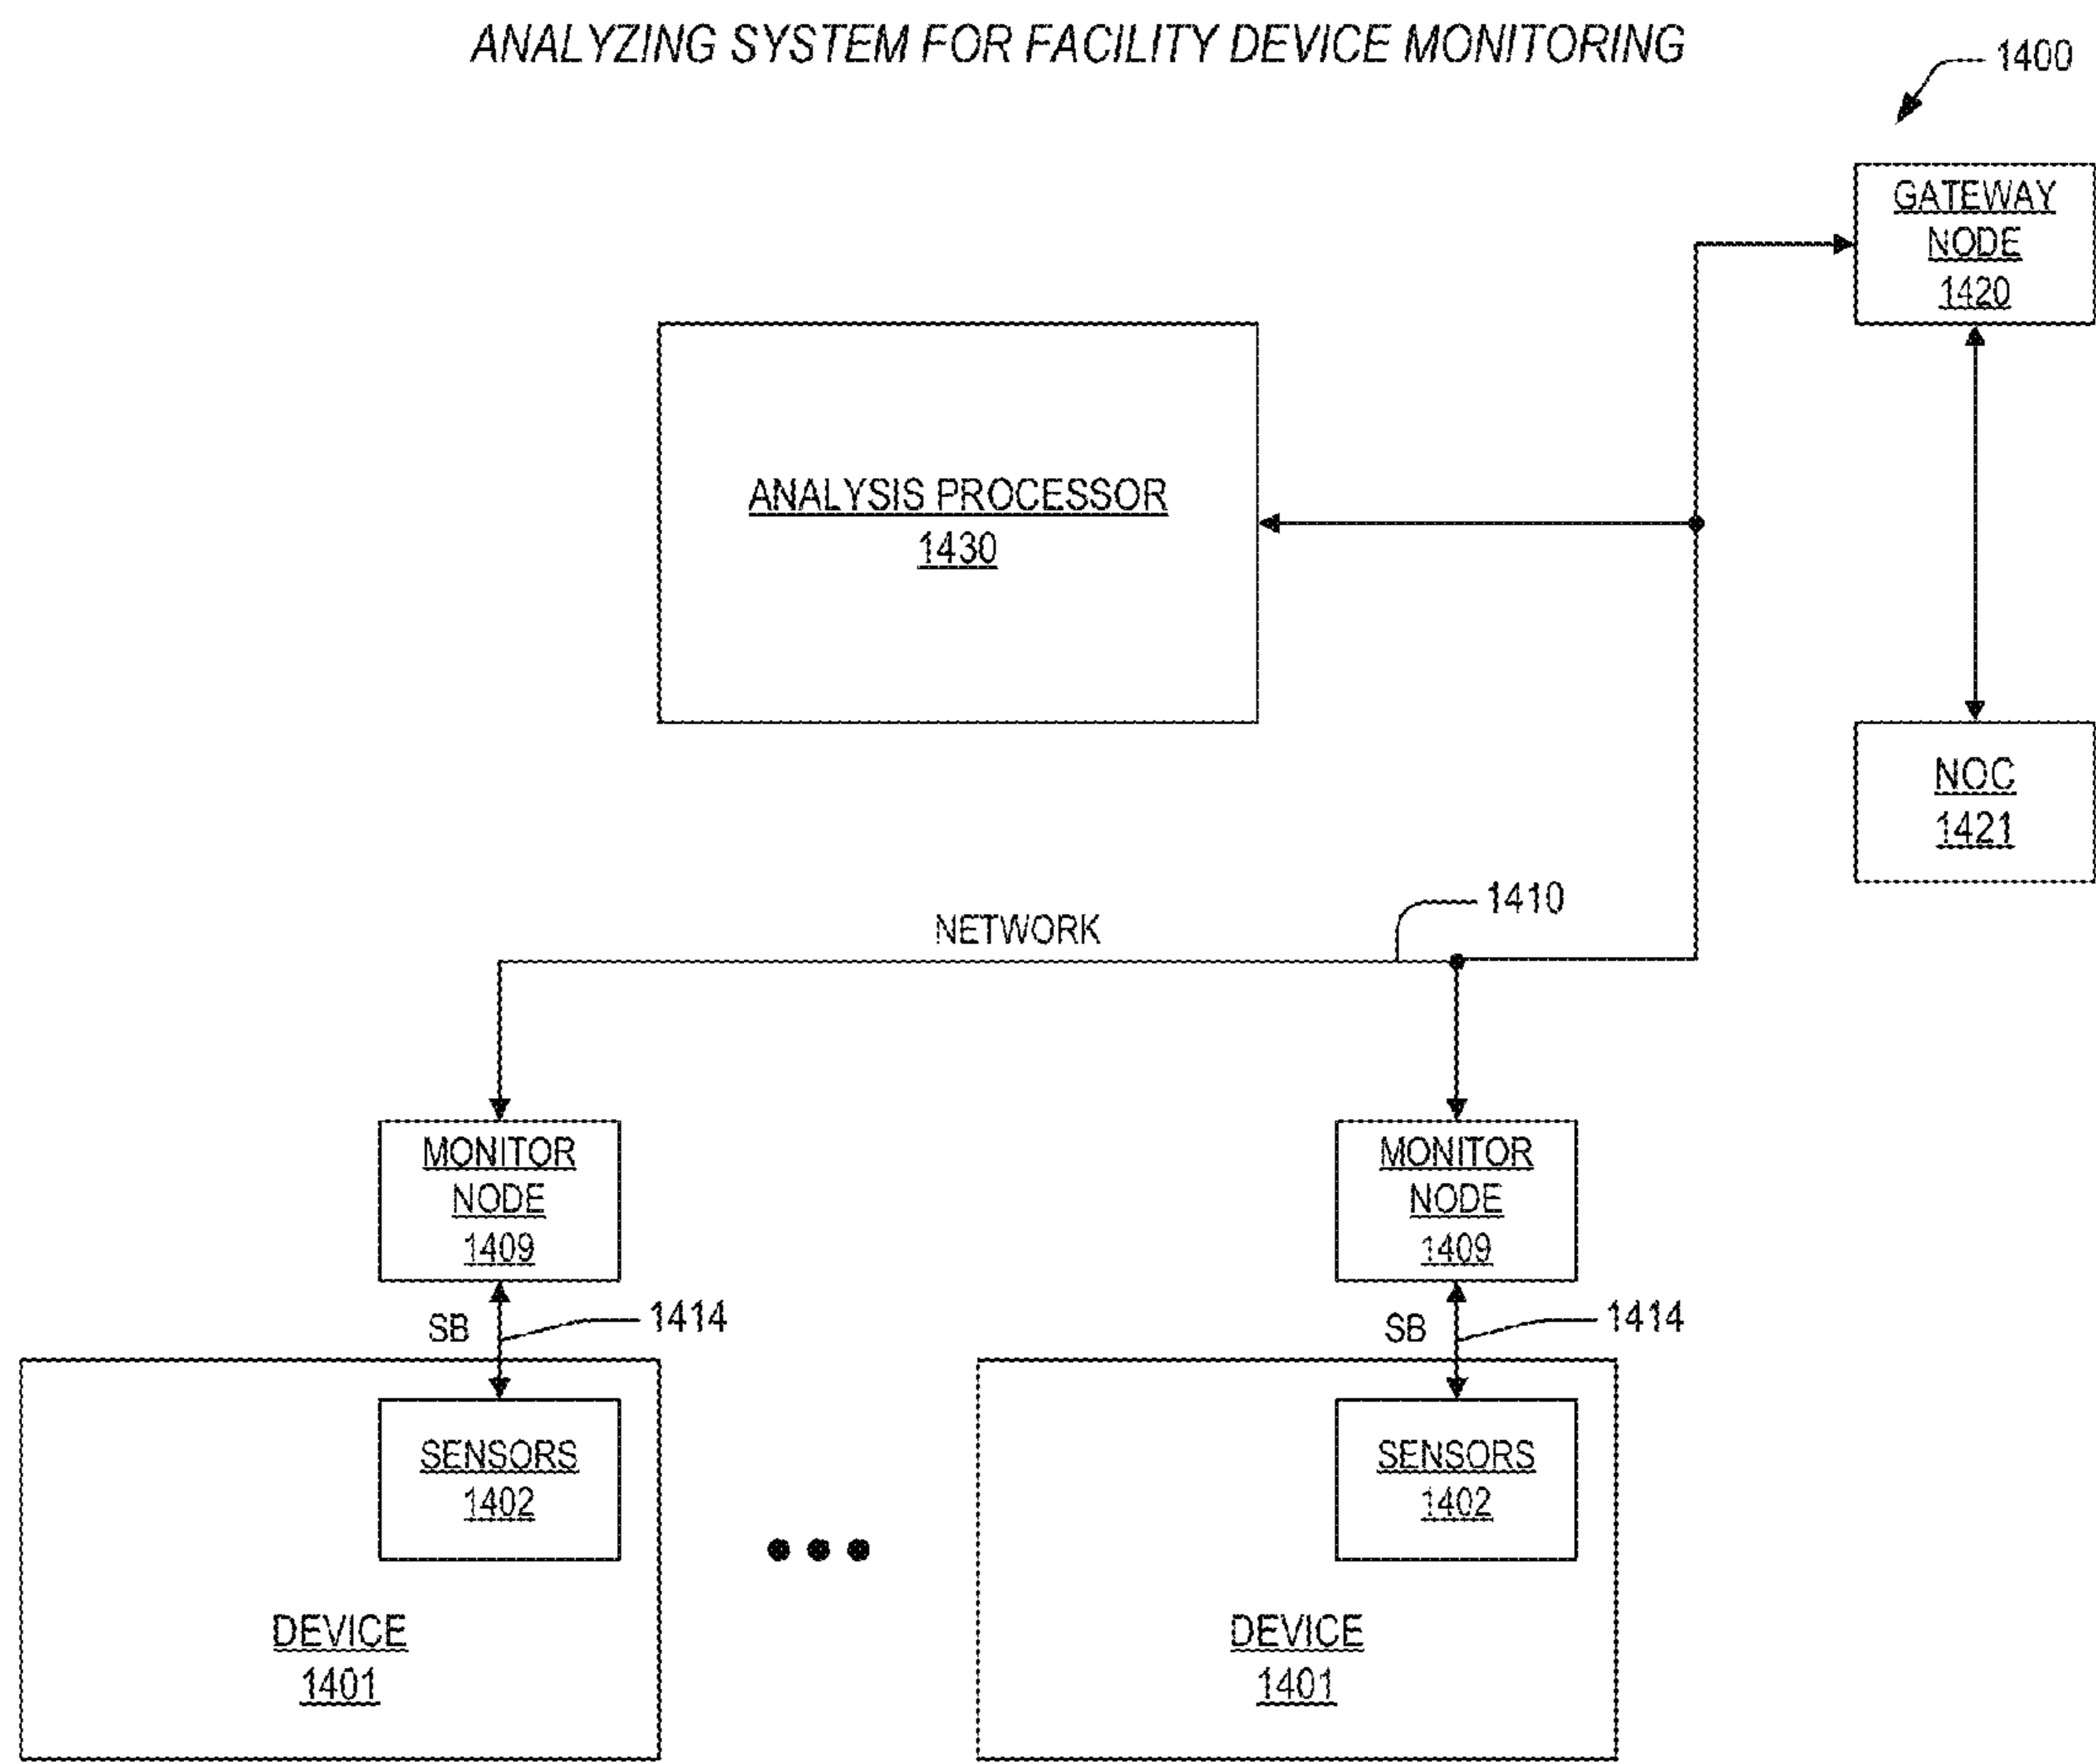 ANALYZING SYSTEM FOR FACILITY DEVICE MONITORING
1400
GATEWAY
NODE
1420
ANALYSIS PROCESSOR
1430
NOC
1421
1410
NETWORK
MONITOR
NODE
1409
MONITOR
NODE
1409
SB
1414
SB
1414
SENSORS
1402
SENSORS
1402
DEVICE
1401
DEVICE
1401